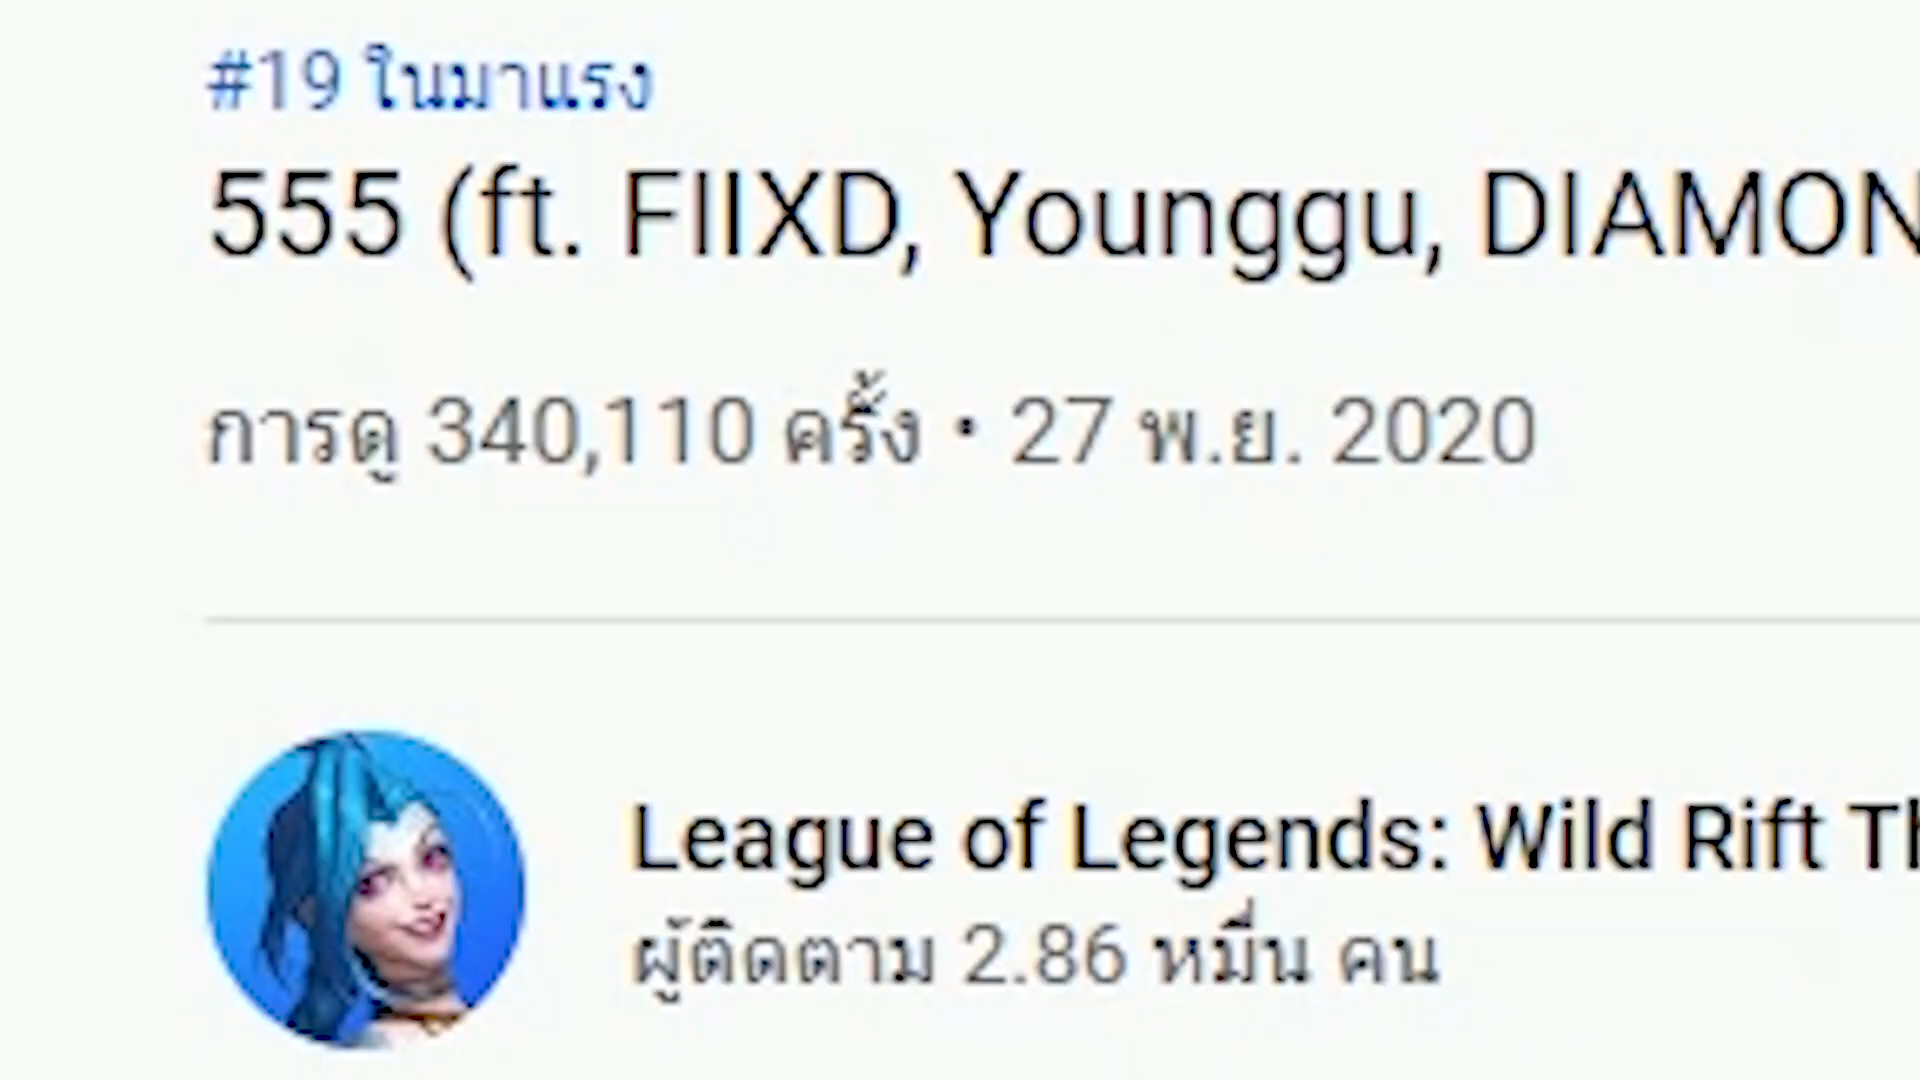 #19 ในมาแรง
555 (ft. FIIXD, Younggu, DIAMON
การดู 340,110 ครั้ง • 27 พ.ย. 2020
League of Legends: Wild Rift Th
ผู้ติดตาม 2.86 หมื่น คน